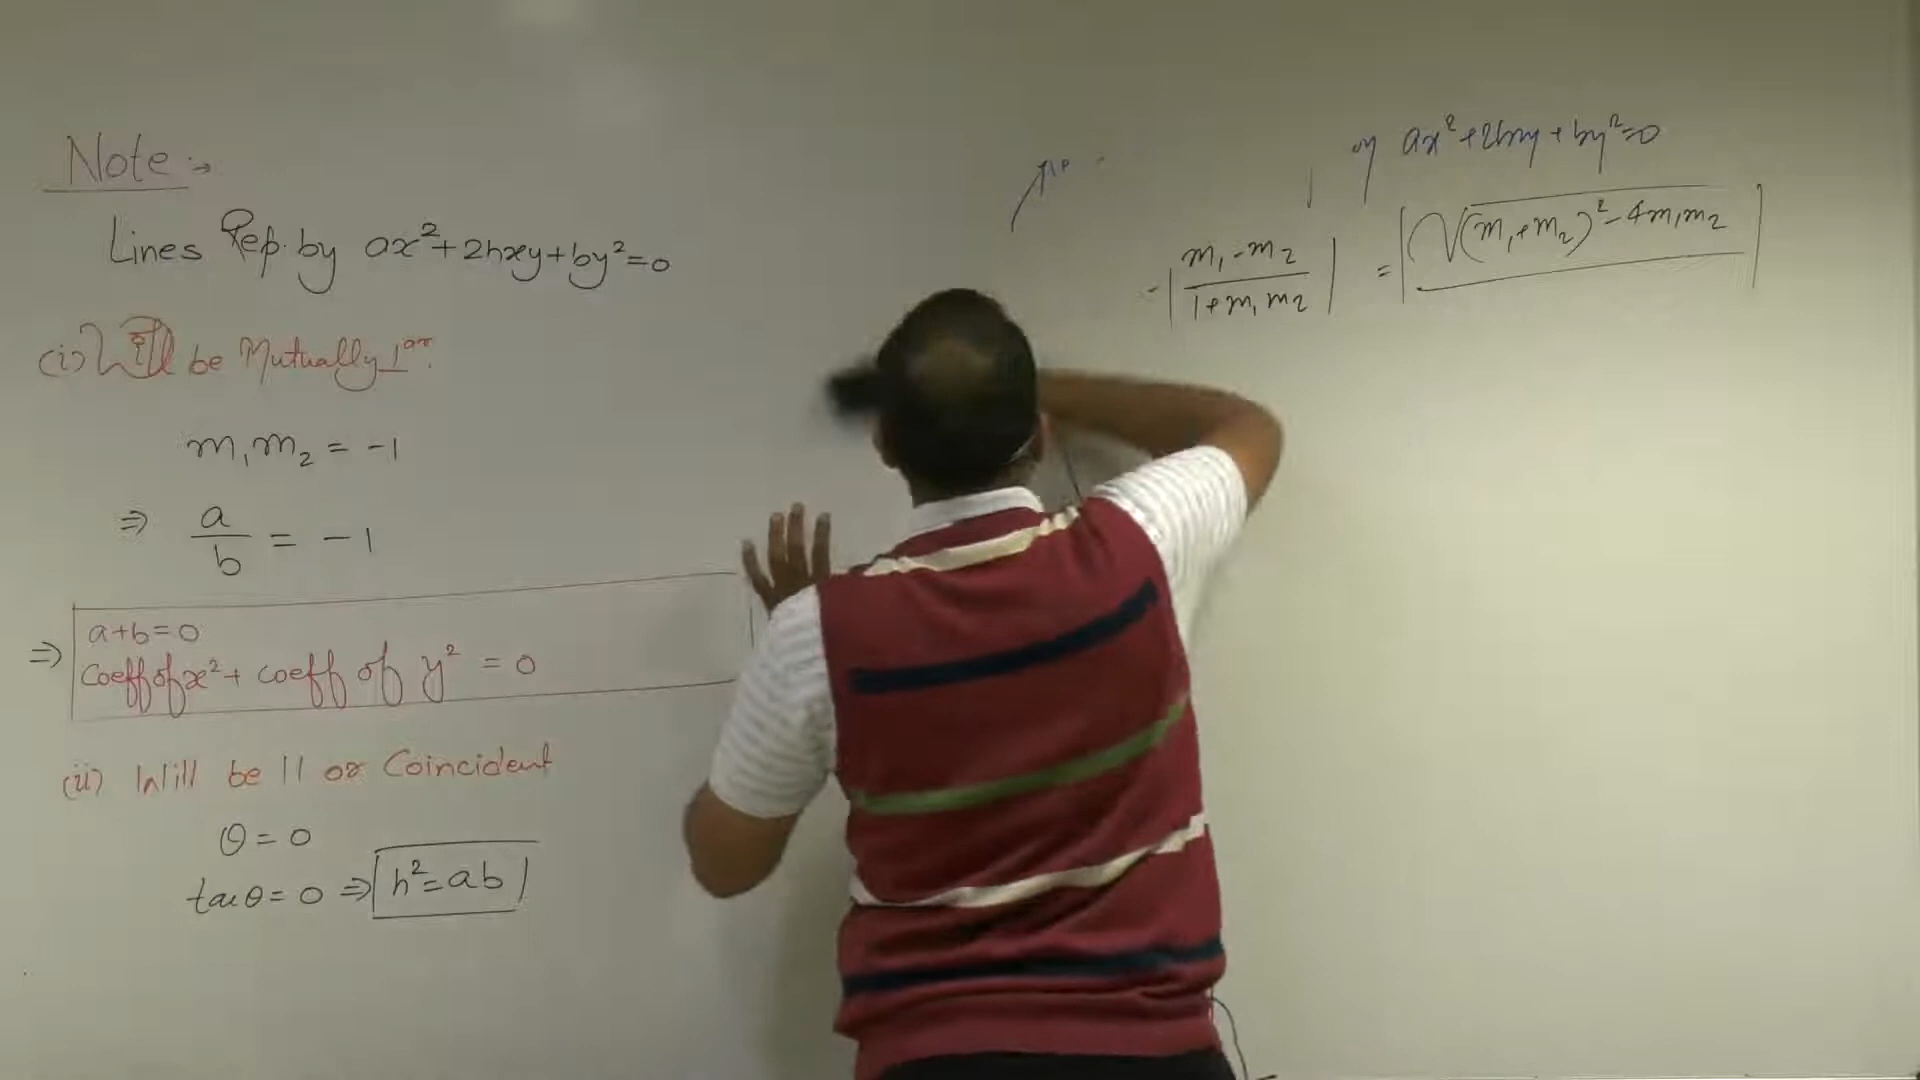 Note :→
Lines Rep. by ax²+2hxy+by²=0
(i) Will be Mutually ⊥ar.
m₁m₂ = -1
⇒ a/b = -1
⇒ a+b=0
Coeff of x² + coeff of y² = 0
(ii) Will be || or Coincident
θ = 0
tanθ = 0 ⇒ h²=ab
by ax²+2hxy+by²=0
|m₁-m₂ / 1+m₁m₂| = |√(m₁+m₂)²-4m₁m₂|